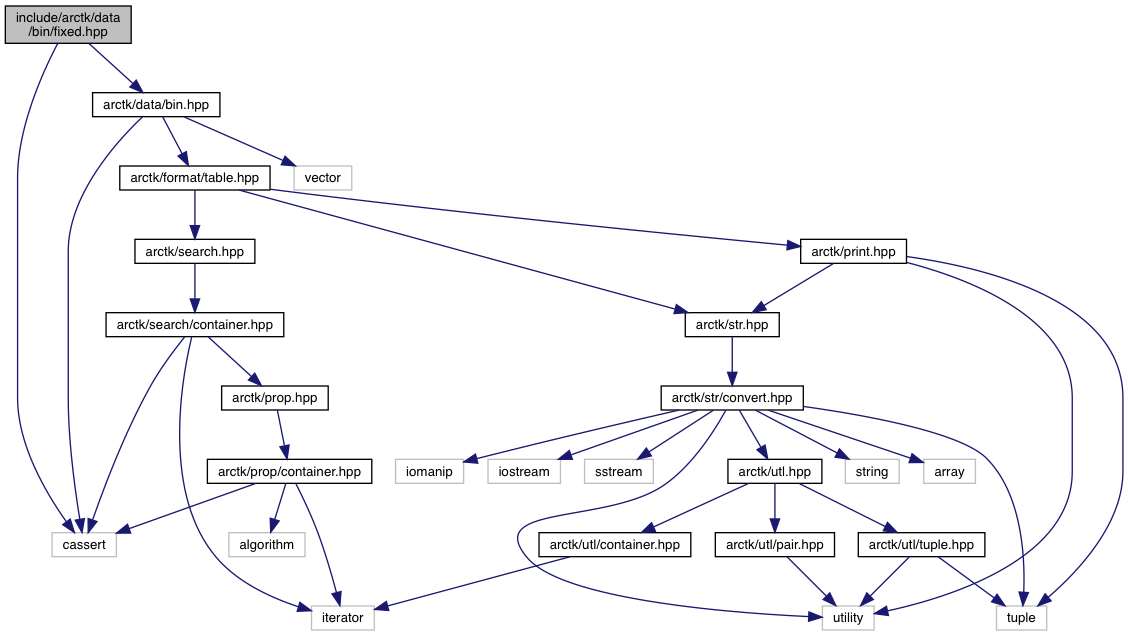 include/arctk/data
/bin/fixed.hpp
arctk/data/bin.hpp
arctk/format/table.hpp
vector
arctk/search.hpp
arctk/print.hpp
arctk/search/container.hpp
arctk/str.hpp
arctk/prop.hpp
arctk/str/convert.hpp
arctk/prop/container.hpp
iomanip
iostream
sstream
arctk/utl.hpp
string
array
cassert
algorithm
arctk/utl/container.hpp
arctk/utl/pair.hpp
arctk/utl/tuple.hpp
iterator
utility
tuple